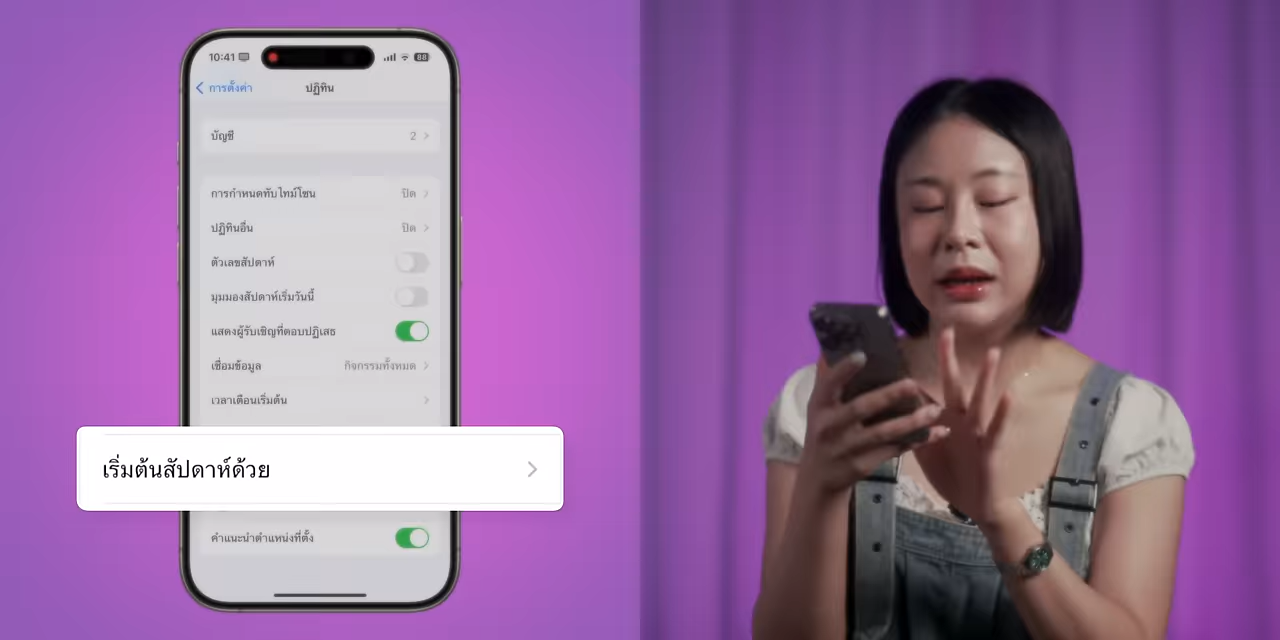 10:41
88
การตั้งค่า
ปฏิทิน
บัญชี
2
การกำหนดทับไทม์โซน
ปิด
ปฏิทินอื่น
ปิด
ตัวเลขสัปดาห์
มุมมองสัปดาห์เริ่มวันนี้
แสดงผู้รับเชิญที่ตอบปฏิเสธ
เชื่อมข้อมูล
กิจกรรมทั้งหมด
เวลาเตือนเริ่มต้น
เริ่มต้นสัปดาห์ด้วย
คำแนะนำตำแหน่งที่ตั้ง